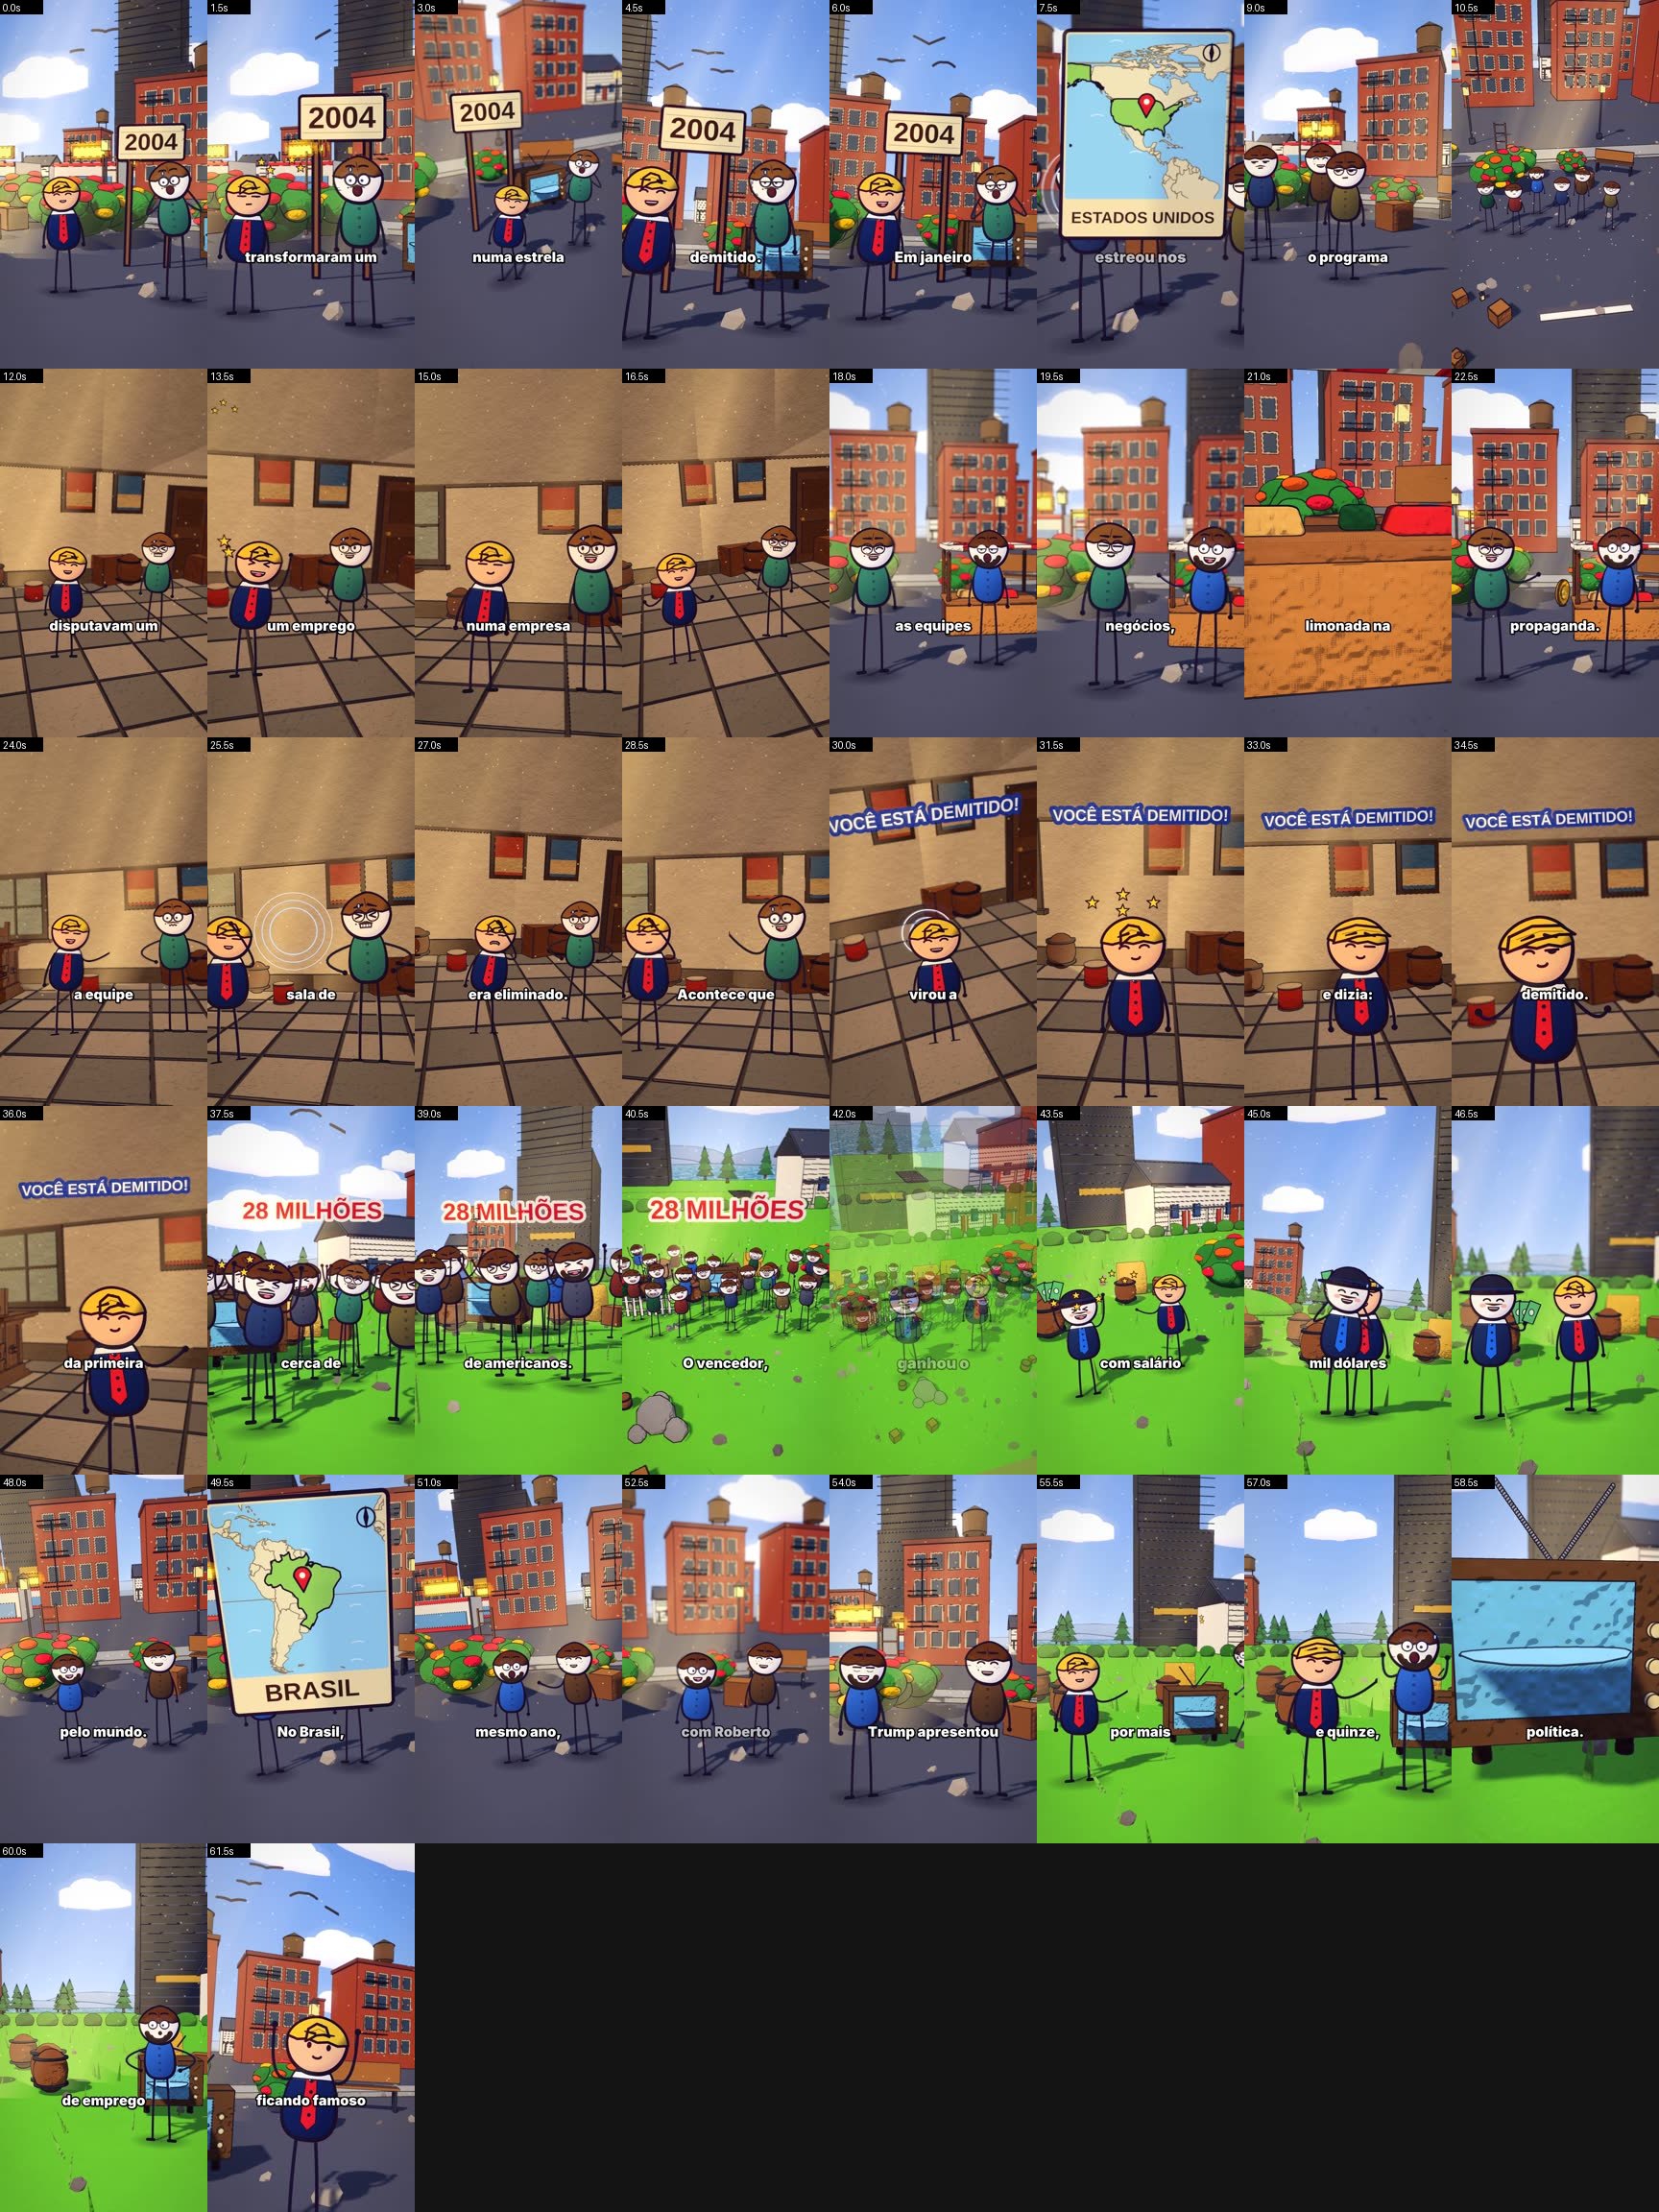 0.0s
1.5s
3.0s
4.5s
6.0s
7.5s
9.0s
10.5s
2004
2004
2004
2004
2004
ESTADOS UNIDOS
transformaram um
numa estrela
demitido.
Em janeiro
estreou nos
o programa
12.0s
13.5s
15.0s
16.5s
18.0s
19.5s
21.0s
22.5s
disputavam um
um emprego
numa empresa
as equipes
negócios,
limonada na
propaganda.
24.0s
25.5s
27.0s
28.5s
30.0s
31.5s
33.0s
34.5s
VOCÊ ESTÁ DEMITIDO!
VOCÊ ESTÁ DEMITIDO!
VOCÊ ESTÁ DEMITIDO!
VOCÊ ESTÁ DEMITIDO!
a equipe
sala de
era eliminado.
Acontece que
virou a
e dizia:
demitido.
36.0s
37.5s
39.0s
40.5s
42.0s
43.5s
45.0s
46.5s
VOCÊ ESTÁ DEMITIDO!
28 MILHÕES
28 MILHÕES
28 MILHÕES
da primeira
cerca de
de americanos.
O vencedor,
ganhou o
com salário
mil dólares
48.0s
49.5s
51.0s
52.5s
54.0s
55.5s
57.0s
58.5s
BRASIL
pelo mundo.
No Brasil,
mesmo ano,
com Roberto
Trump apresentou
por mais
e quinze,
política.
60.0s
61.5s
de emprego
ficando famoso